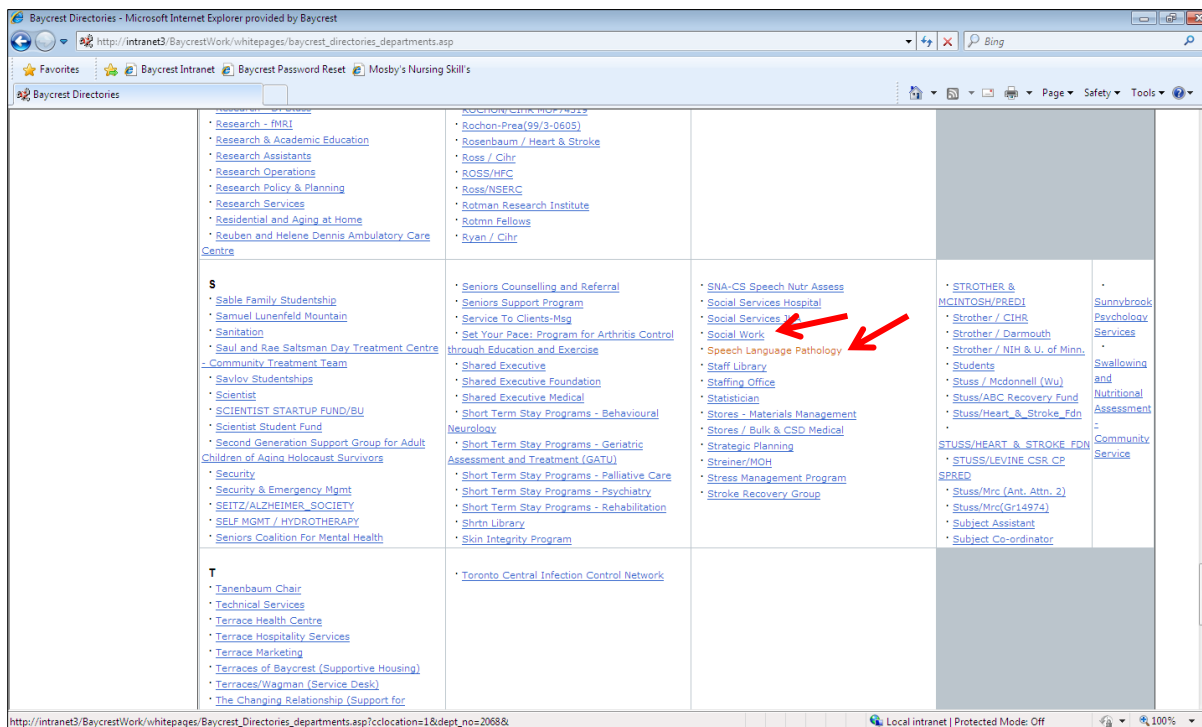 Baycrest Directories - Microsoft Internet Explorer provided by Baycrest
http://intranet3/BaycrestWork/whitepages/baycrest_directories_departments.asp
Bing
Favorites
Baycrest Intranet
Baycrest Password Reset
Mosby's Nursing Skill's
Baycrest Directories
Page
Safety
Tools
· Research - fMRI
· Research & Academic Education
· Research Assistants
· Research Operations
· Research Policy & Planning
· Research Services
· Residential and Aging at Home
· Reuben and Helene Dennis Ambulatory Care
Centre
· Rochon-Prea(99/3-0605)
· Rosenbaum / Heart & Stroke
· Ross / Cihr
· ROSS/HFC
· Ross/NSERC
· Rotman Research Institute
· Rotmn Fellows
· Ryan / Cihr
S
· Sable Family Studentship
· Samuel Lunenfeld Mountain
· Sanitation
· Saul and Rae Saltsman Day Treatment Centre
- Community Treatment Team
· Savlov Studentships
· Scientist
· SCIENTIST STARTUP FUND/BU
· Scientist Student Fund
· Second Generation Support Group for Adult
Children of Aging Holocaust Survivors
· Security
· Security & Emergency Mgmt
· SEITZ/ALZHEIMER_SOCIETY
· SELF MGMT / HYDROTHERAPY
· Seniors Coalition For Mental Health
· Seniors Counselling and Referral
· Seniors Support Program
· Service To Clients-Msg
· Set Your Pace: Program for Arthritis Control
through Education and Exercise
· Shared Executive
· Shared Executive Foundation
· Shared Executive Medical
· Short Term Stay Programs - Behavioural
Neurology
· Short Term Stay Programs - Geriatric
Assessment and Treatment (GATU)
· Short Term Stay Programs - Palliative Care
· Short Term Stay Programs - Psychiatry
· Short Term Stay Programs - Rehabilitation
· Shrtn Library
· Skin Integrity Program
· SNA-CS Speech Nutr Assess
· Social Services Hospital
· Social Services
· Social Work
· Speech Language Pathology
· Staff Library
· Staffing Office
· Statistician
· Stores - Materials Management
· Stores / Bulk & CSD Medical
· Strategic Planning
· Streiner/MOH
· Stress Management Program
· Stroke Recovery Group
· STROTHER &
MCINTOSH/PREDI
· Strother / CIHR
· Strother / Darmouth
· Strother / NIH & U. of Minn.
· Students
· Stuss / Mcdonnell (Wu)
· Stuss/ABC Recovery Fund
· Stuss/Heart_&_Stroke_Fdn
·
STUSS/HEART & STROKE FDN
· STUSS/LEVINE CSR CP
SPRED
· Stuss/Mrc (Ant. Attn. 2)
· Stuss/Mrc(Gr14974)
· Subject Assistant
· Subject Co-ordinator
·
Sunnybrook
Psychology
Services
·
Swallowing
and
Nutritional
Assessment
-
Community
Service
T
· Tanenbaum Chair
· Technical Services
· Terrace Health Centre
· Terrace Hospitality Services
· Terrace Marketing
· Terraces of Baycrest (Supportive Housing)
· Terraces/Wagman (Service Desk)
· The Changing Relationship (Support for
· Toronto Central Infection Control Network
http://intranet3/BaycrestWork/whitepages/Baycrest_Directories_departments.asp?cclocation=1&dept_no=2068&
Local intranet | Protected Mode: Off
100%